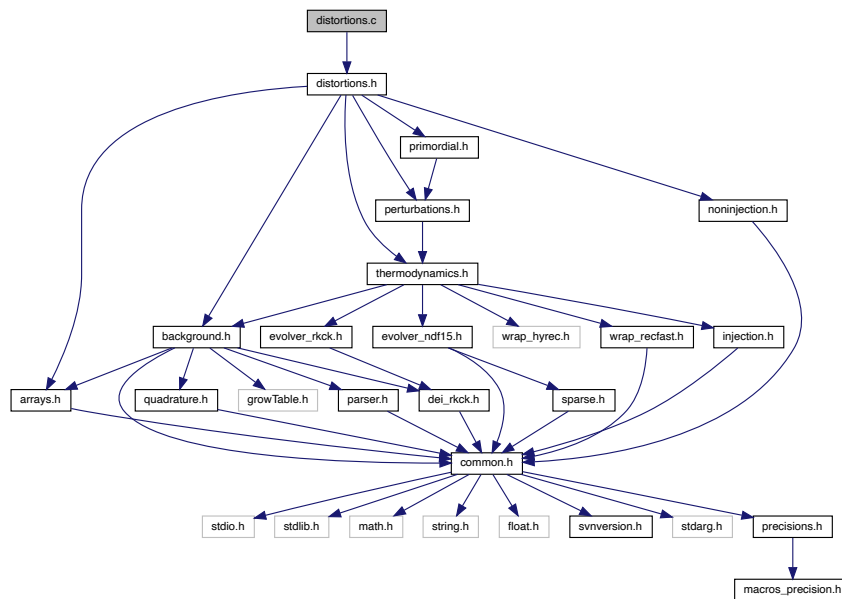 distortions.c
distortions.h
primordial.h
perturbations.h
noninjection.h
thermodynamics.h
background.h
evolver_rkck.h
evolver_ndf15.h
wrap_hyrec.h
wrap_recfast.h
injection.h
arrays.h
quadrature.h
growTable.h
parser.h
dei_rkck.h
sparse.h
common.h
stdio.h
stdlib.h
math.h
string.h
float.h
svnversion.h
stdarg.h
precisions.h
macros_precision.h